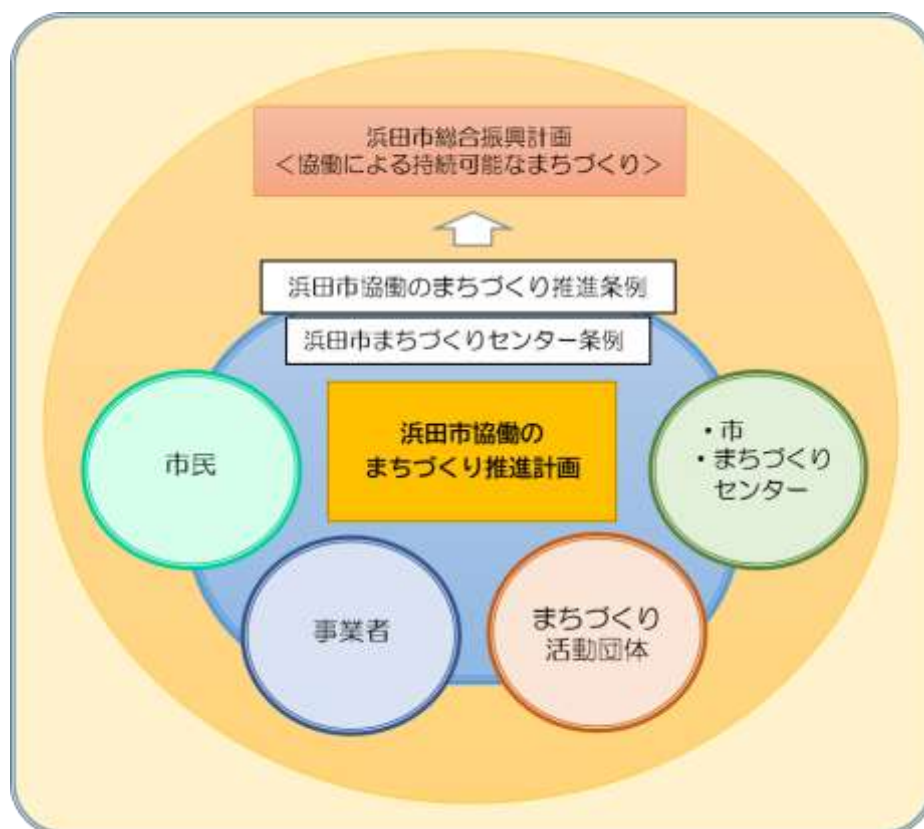 浜田市総合振興計画
＜協働による持続可能なまちづくり＞
浜田市協働のまちづくり推進条例
浜田市まちづくりセンター条例
浜田市協働の
まちづくり推進計画
市民
・市
・まちづくり
センター
事業者
まちづくり
活動団体